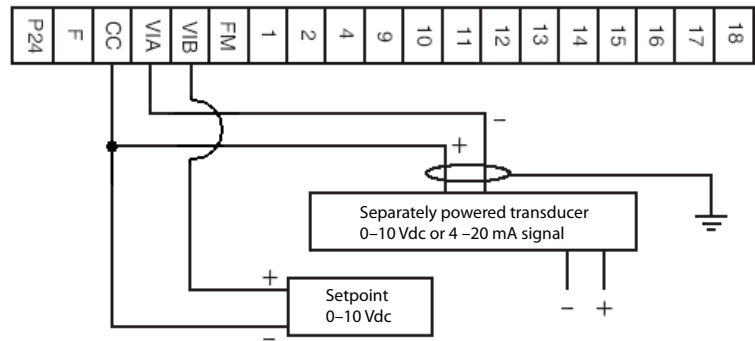 P24 F CC VIA VIB FM 1 2 4 9 10 11 12 13 14 15 16 17 18
–
+
Separately powered transducer
0–10 Vdc or 4 –20 mA signal
+
Setpoint
0–10 Vdc
–
– +